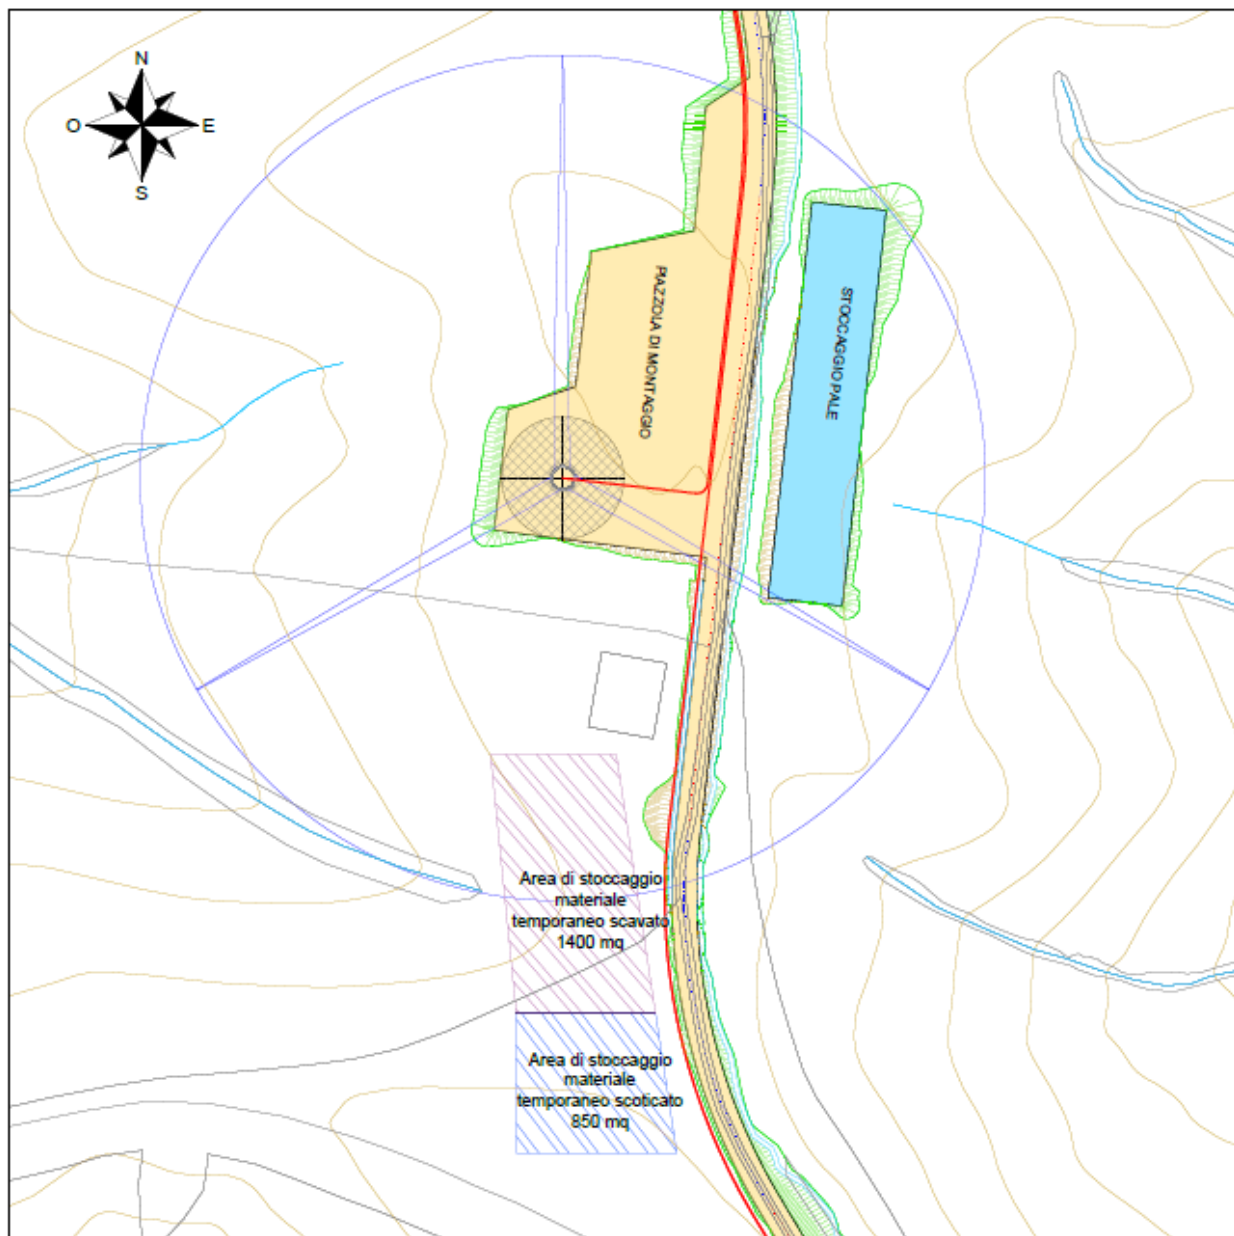 N
O
E
S
PIAZZOLA DI MONTAGGIO
STOCCAGGIO PALE
Area di stoccaggio
materiale
temporaneo scavato
1400 mq
Area di stoccaggio
materiale
temporaneo scoticato
850 mq